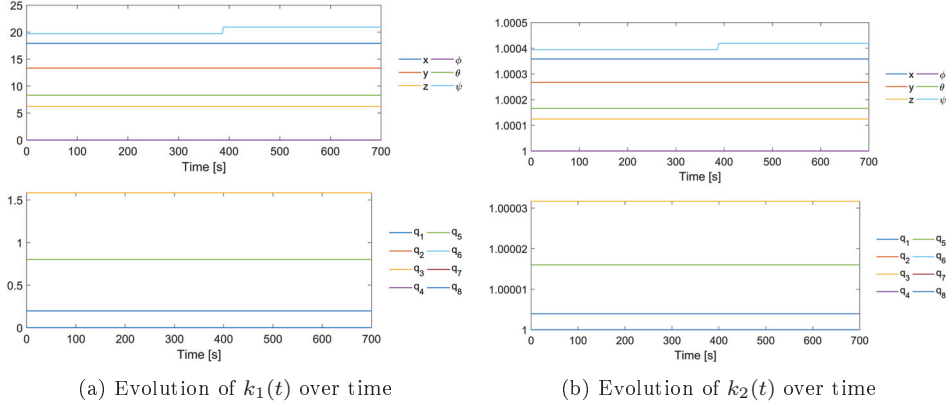 25
20
15
10
5
0
0 100 200 300 400 500 600 700
Time [s]
x ϕ
y θ
z ψ
1.5
1
0.5
0
0 100 200 300 400 500 600 700
Time [s]
q1 q5
q2 q6
q3 q7
q4 q8
(a) Evolution of k1(t) over time
1.0005
1.0004
1.0003
1.0002
1.0001
1
0 100 200 300 400 500 600 700
Time [s]
x ϕ
y θ
z ψ
1.00003
1.00002
1.00001
1
0 100 200 300 400 500 600 700
Time [s]
q1 q5
q2 q6
q3 q7
q4 q8
(b) Evolution of k2(t) over time